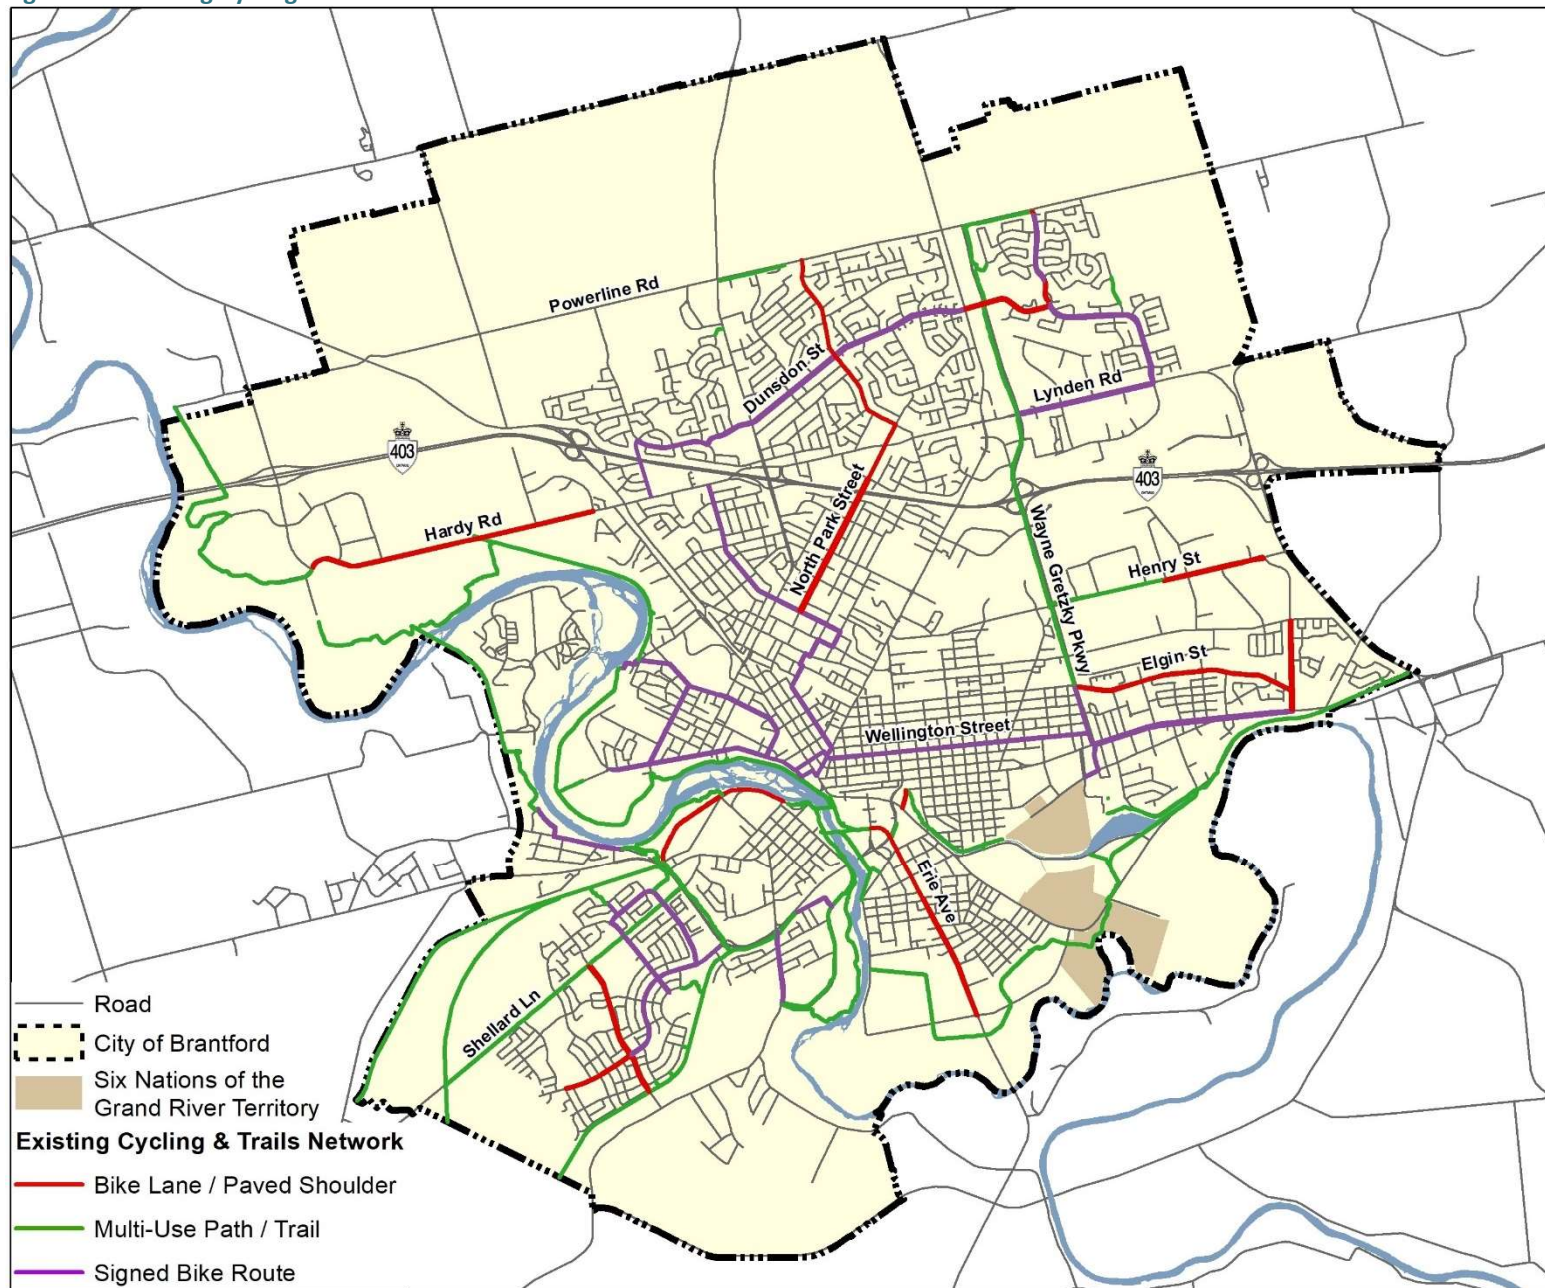 Powerline Rd
Dunsdon St
Lynden Rd
403
ONTARIO
403
ONTARIO
Hardy Rd
North Park Street
Wayne Gretzky Pkwy
Henry St
Elgin St
Wellington Street
Erie Ave
Shellard Ln
Road
City of Brantford
Six Nations of the
Grand River Territory
Existing Cycling & Trails Network
Bike Lane / Paved Shoulder
Multi-Use Path / Trail
Signed Bike Route